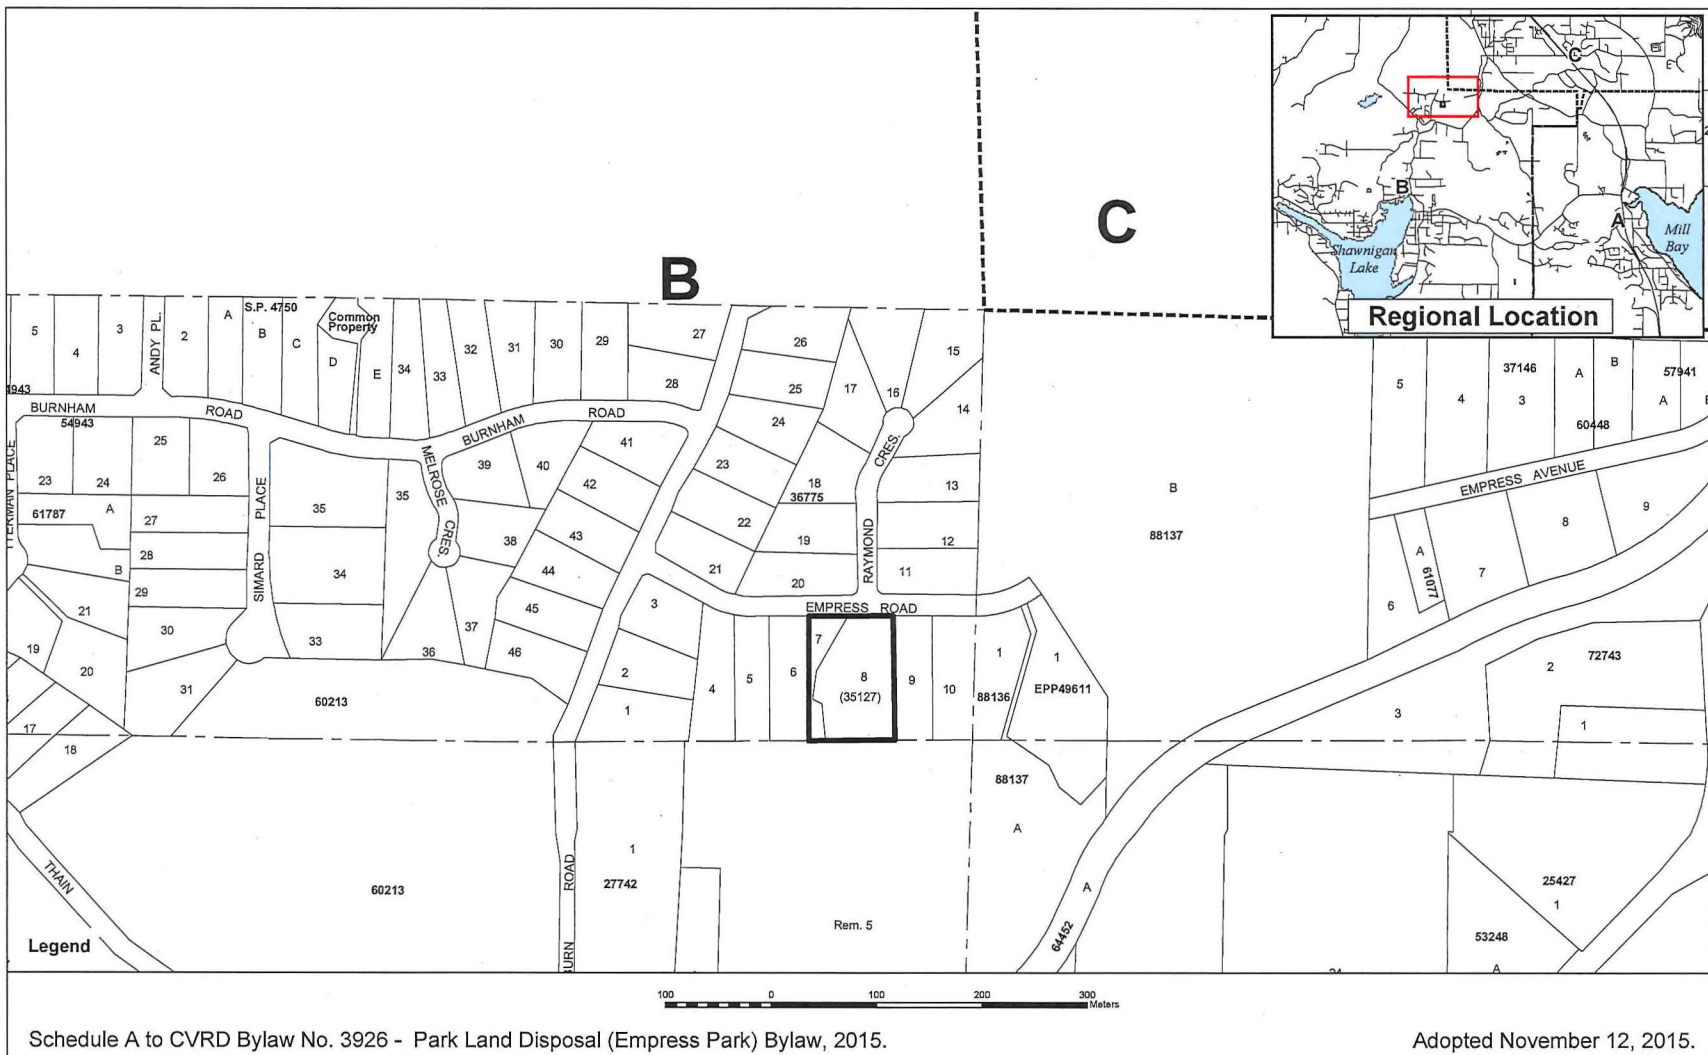 C
B
A
Shawnigan
Lake
Mill
Bay
Regional Location
B
C
5
4
3
ANDY PL.
2
A
S.P. 4750
B
C
Common
Property
D
E
34
33
32
31
30
29
27
28
26
25
24
17
16
15
14
BURNHAM ROAD
54943
BURNHAM ROAD
5
4
37146
3
A
B
57941
A
60448
EMPRESS AVENUE
23
24
25
26
61787
A
27
28
B
29
30
21
19
20
31
17
18
SIMARD PLACE
35
34
33
35
MELROSE CRES.
39
40
41
42
43
44
45
46
38
37
36
23
22
21
18
36775
19
20
RAYMOND CRES.
13
12
11
B
88137
A
61077
6
7
8
9
EMPRESS ROAD
3
2
1
4
5
6
7
8
(35127)
9
10
1
88136
1
EPP49611
2
72743
3
1
60213
88137
A
THAIN
60213
1
27742
ROAD
Rem. 5
A
64452
25427
1
53248
A
Legend
100 0 100 200 300
Meters
Schedule A to CVRD Bylaw No. 3926 - Park Land Disposal (Empress Park) Bylaw, 2015.
Adopted November 12, 2015.